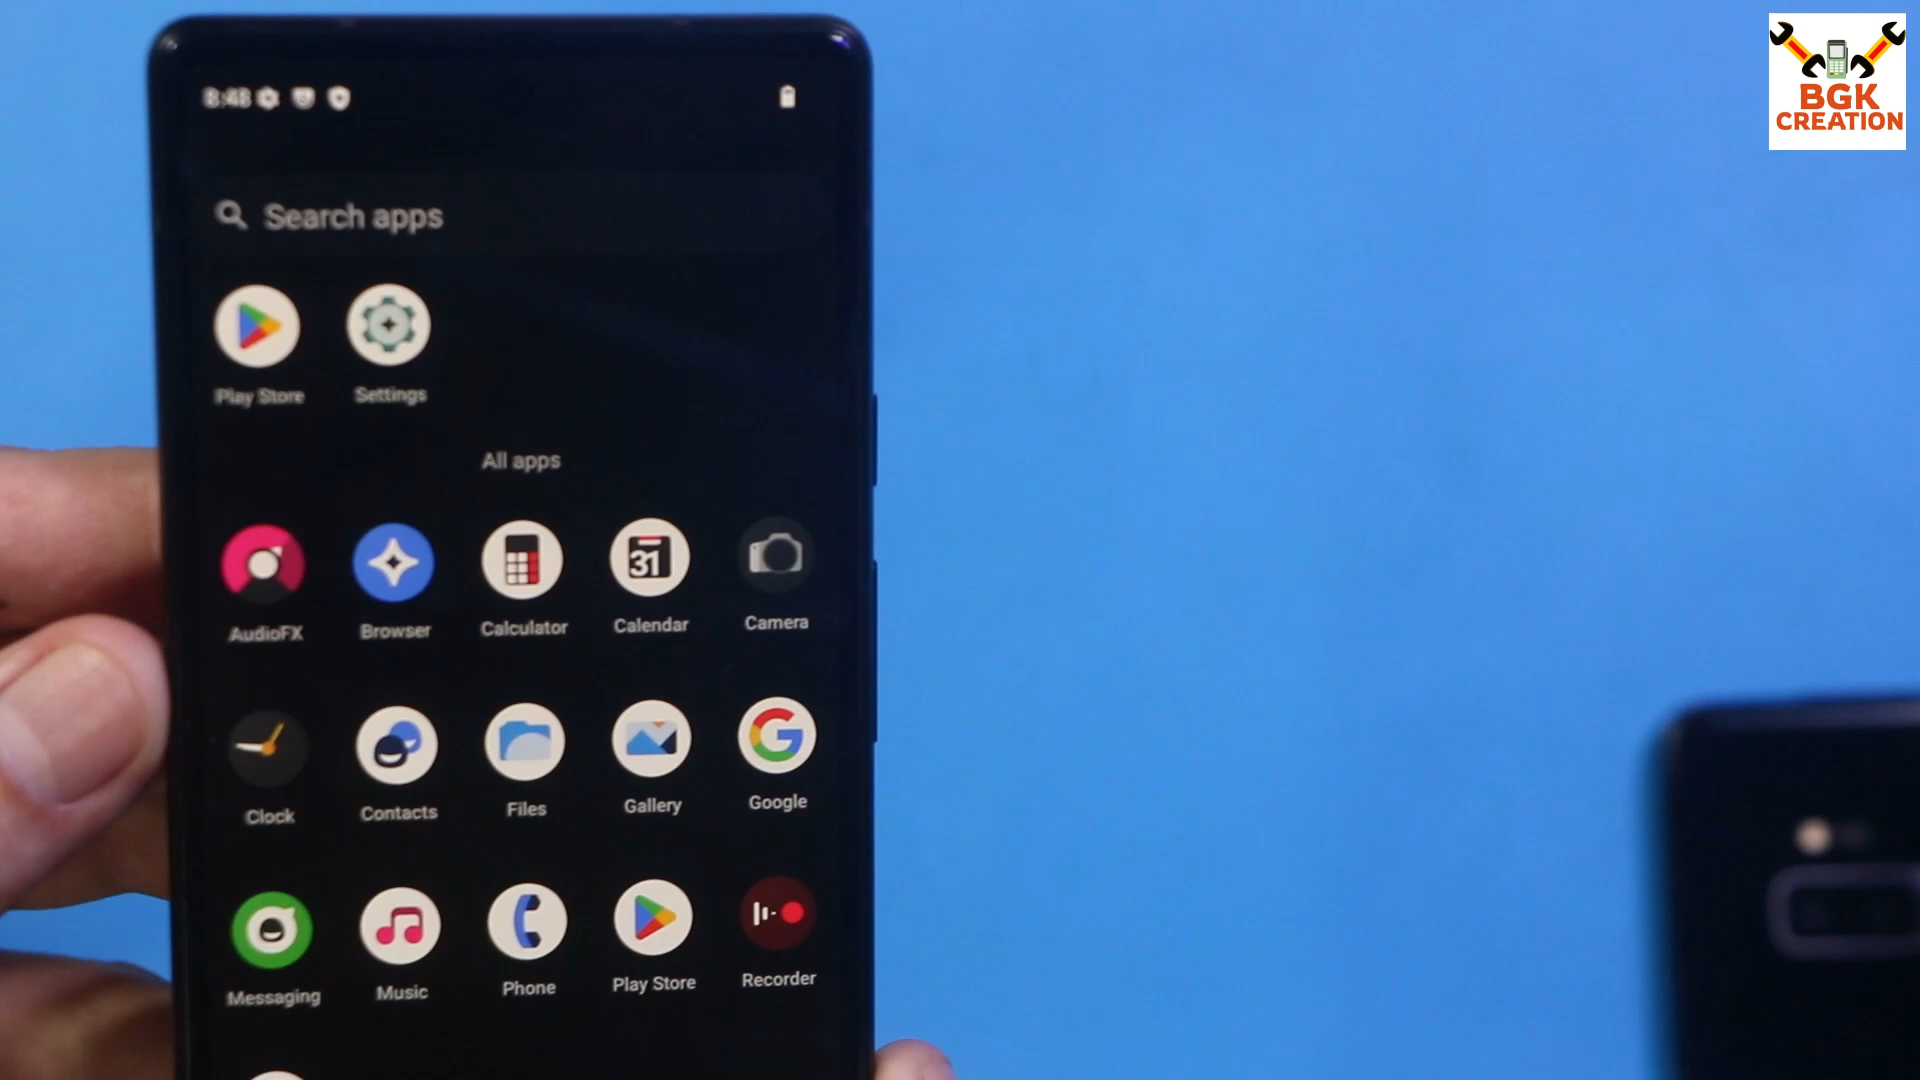 8:48
BGK
CREATION
Search apps
Play Store Settings
All apps
31
AudioFX Browser Calculator Calendar Camera
G
Clock Contacts Files Gallery Google
Messaging Music Phone Play Store Recorder